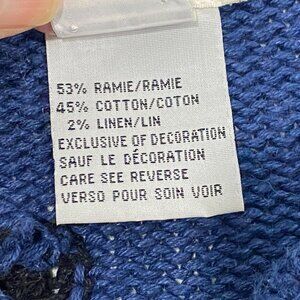 53% RAMIE/RAMIE
45% COTTON/COTON
2% LINEN/LIN
EXCLUSIVE OF DECORATION
SAUF LE DÉCORATION
CARE SEE REVERSE
VERSO POUR SOIN VOIR